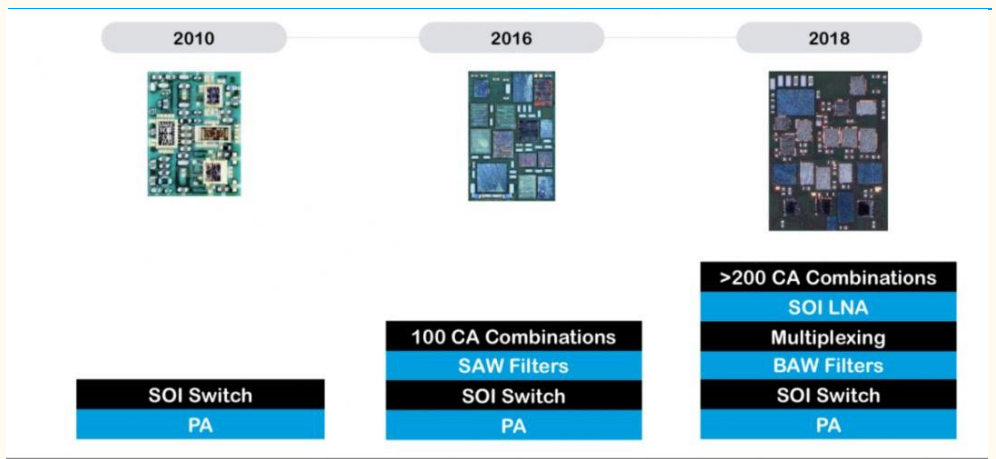 2010
2016
2018
SOI Switch
PA
100 CA Combinations
SAW Filters
SOI Switch
PA
>200 CA Combinations
SOI LNA
Multiplexing
BAW Filters
SOI Switch
PA